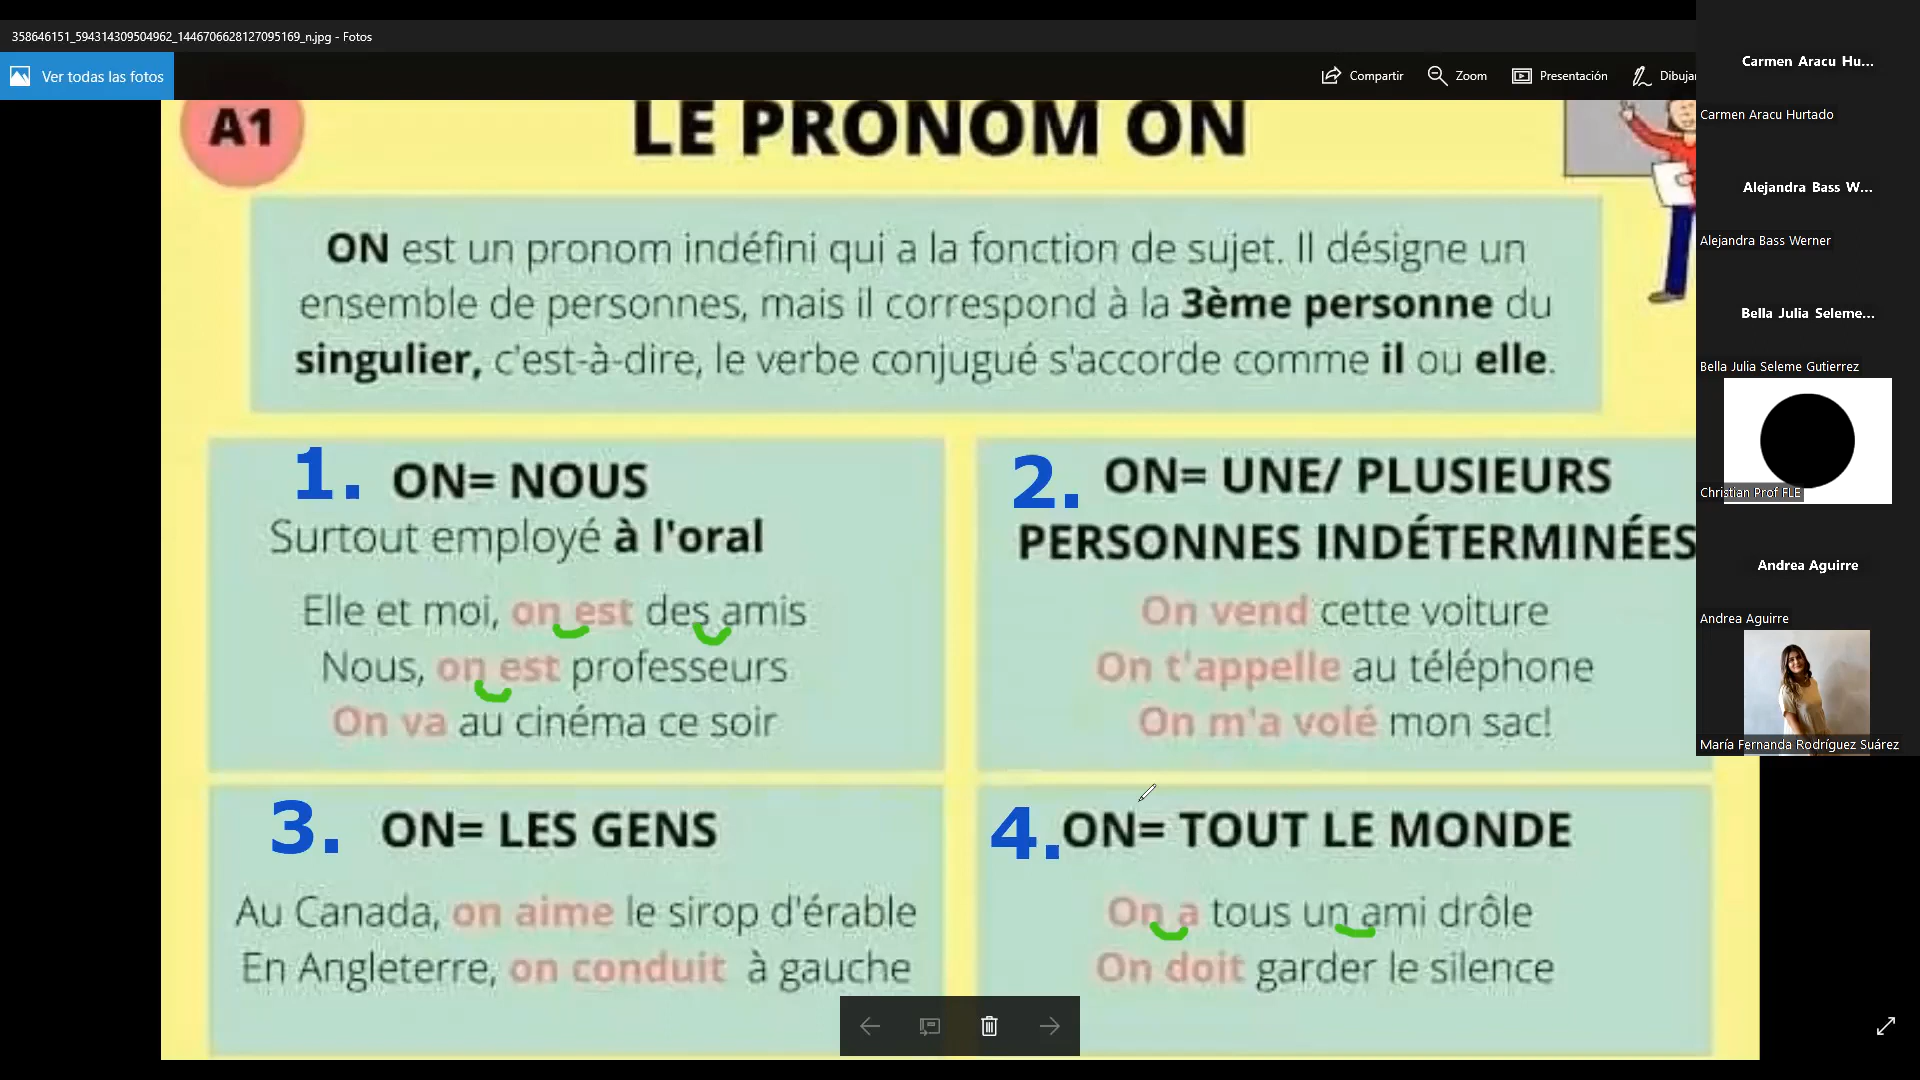 358646151_594314309504962_1446706628127095169_n.jpg - Fotos
Ver todas las fotos
Compartir
Zoom
Presentación
Dibujar
A1
LE PRONOM ON
ON est un pronom indéfini qui a la fonction de sujet. Il désigne un
ensemble de personnes, mais il correspond à la 3ème personne du
singulier, c'est-à-dire, le verbe conjugué s'accorde comme il ou elle.
1. ON= NOUS
Surtout employé à l'oral
Elle et moi, on est des amis
Nous, on est professeurs
On va au cinéma ce soir
2. ON= UNE/ PLUSIEURS
PERSONNES INDÉTERMINÉES
On vend cette voiture
On t'appelle au téléphone
On m'a volé mon sac!
3. ON= LES GENS
Au Canada, on aime le sirop d'érable
En Angleterre, on conduit à gauche
4. ON= TOUT LE MONDE
On a tous un ami drôle
On doit garder le silence
Carmen Aracu Hu...
Carmen Aracu Hurtado
Alejandra Bass W...
Alejandra Bass Werner
Bella Julia Seleme...
Bella Julia Seleme Gutierrez
Christian Prof FLE
Andrea Aguirre
Andrea Aguirre
María Fernanda Rodríguez Suárez